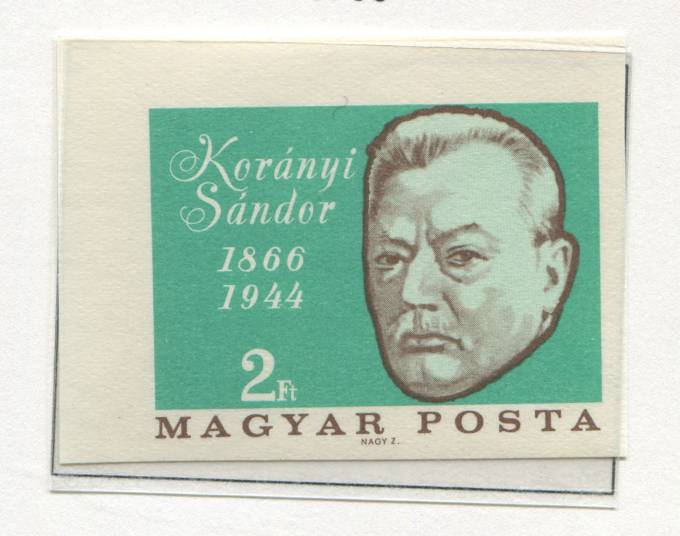 Korányi
Sándor
1866
1944
2Ft
MAGYAR POSTA
NAGY Z.